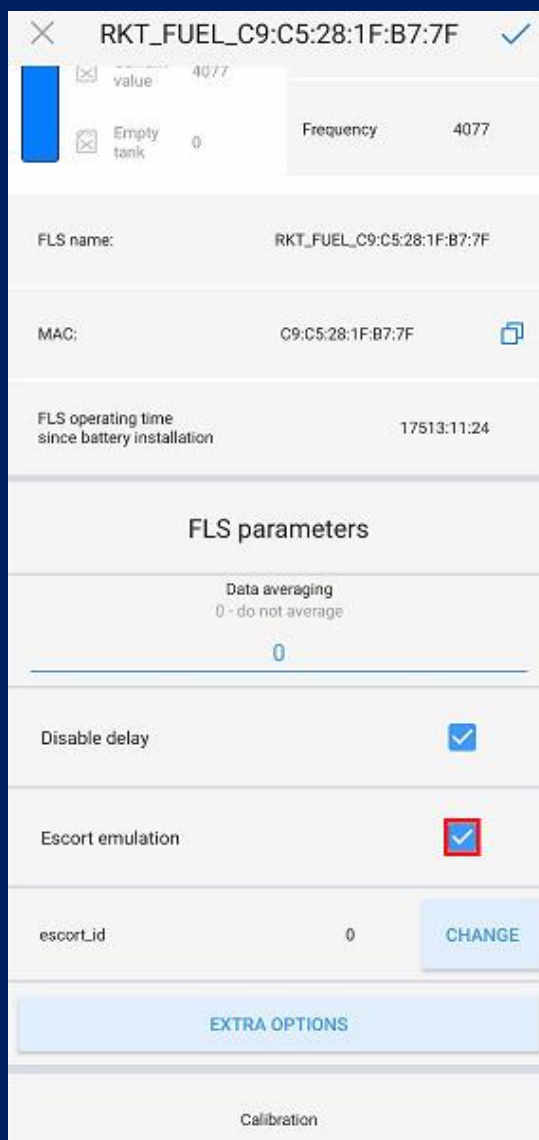 RKT_FUEL_C9:C5:28:1F:B7:7F
value 4077
Empty
tank 0
Frequency 4077
FLS name: RKT_FUEL_C9:C5:28:1F:B7:7F
MAC: C9:C5:28:1F:B7:7F
FLS operating time
since battery installation 17513:11:24
FLS parameters
Data averaging
0 - do not average
0
Disable delay
Escort emulation
escort_id 0 CHANGE
EXTRA OPTIONS
Calibration